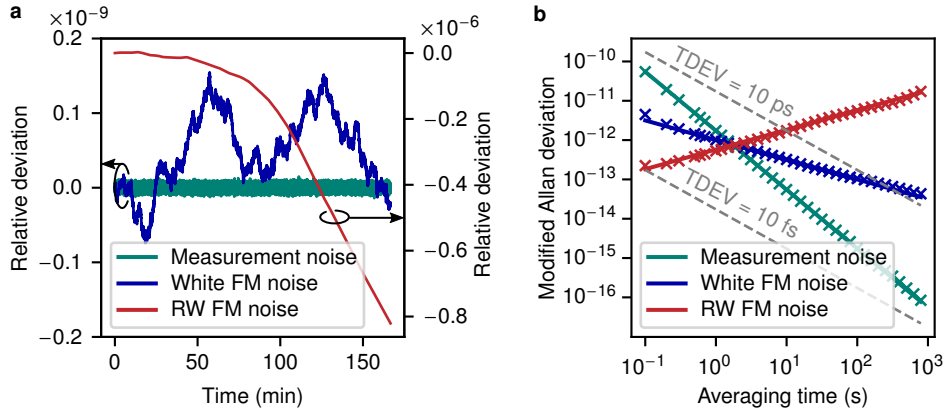 a
×10⁻⁹
×10⁻⁶
0.2
0.1
0.0
−0.1
−0.2
Relative deviation
0.0
−0.2
−0.4
−0.6
−0.8
Relative deviation
Measurement noise
White FM noise
RW FM noise
0
50
100
150
Time (min)
b
10⁻¹⁰
10⁻¹¹
10⁻¹²
10⁻¹³
10⁻¹⁴
10⁻¹⁵
10⁻¹⁶
Modified Allan deviation
TDEV = 10 ps
TDEV = 10 fs
Measurement noise
White FM noise
RW FM noise
10⁻¹
10⁰
10¹
10²
10³
Averaging time (s)